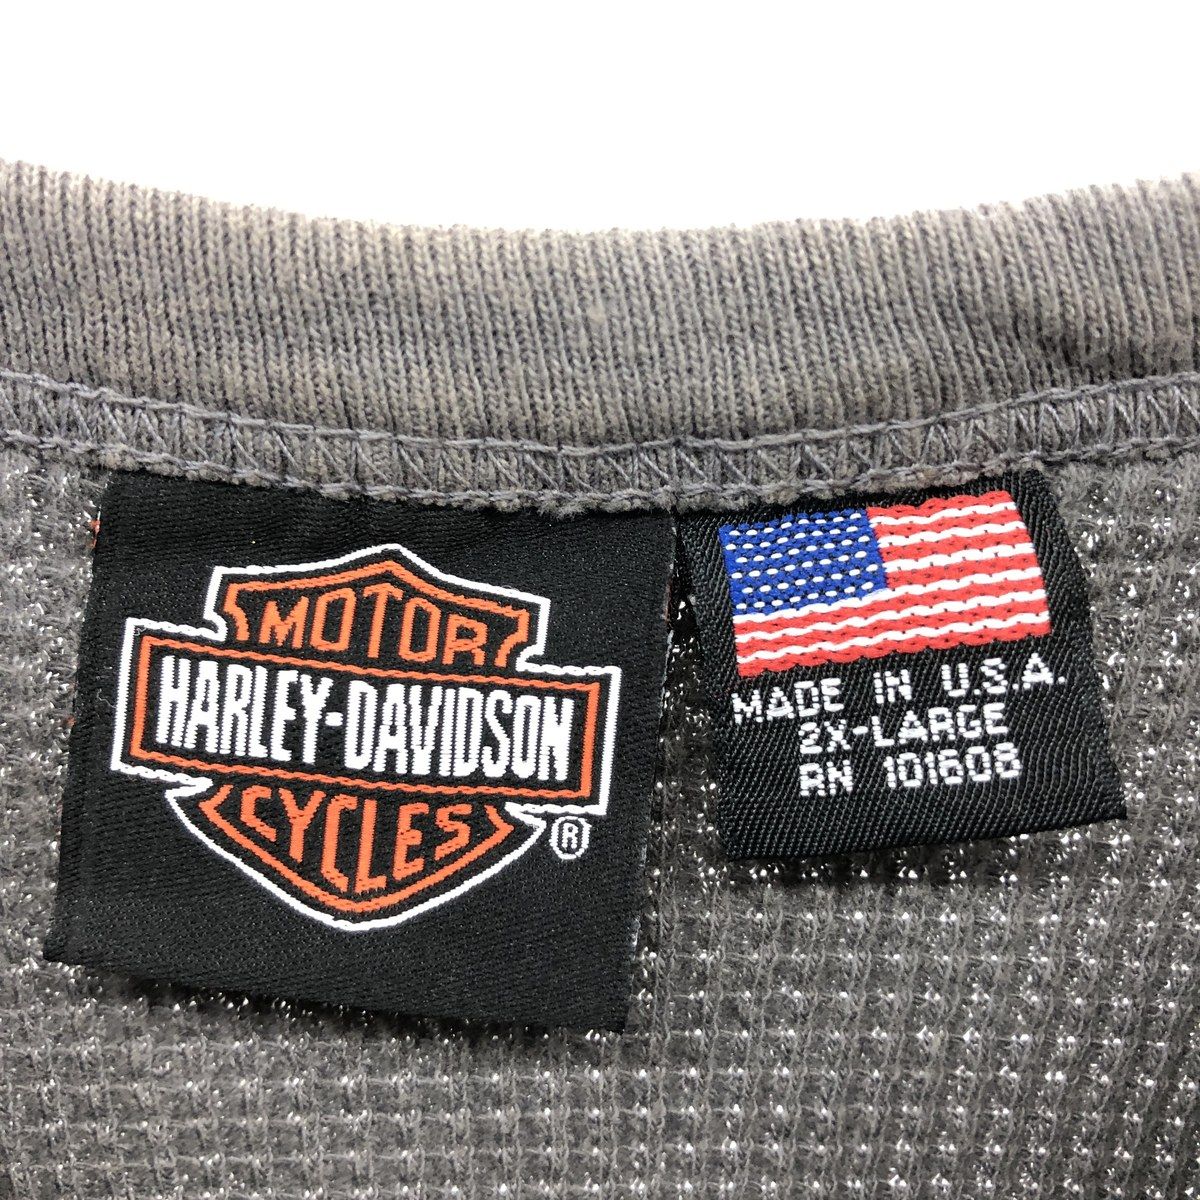 MOTOR
HARLEY-DAVIDSON
CYCLES
®
MADE IN U.S.A.
2X-LARGE
RN 101608